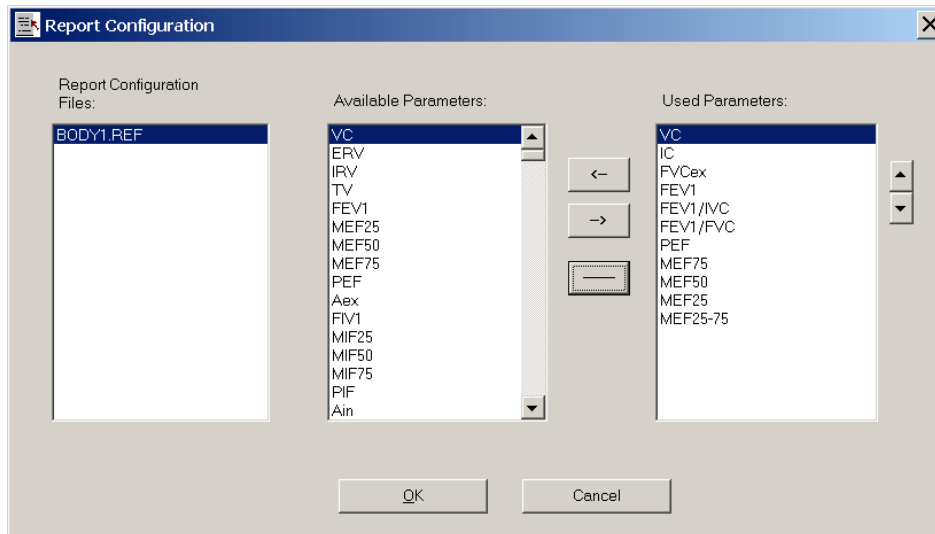 Report Configuration
Report Configuration
Files:
BODY1.REF
Available Parameters:
VC
ERV
IRV
TV
FEV1
MEF25
MEF50
MEF75
PEF
Aex
FIV1
MIF25
MIF50
MIF75
PIF
Ain
<–
–>
Used Parameters:
VC
IC
FVCex
FEV1
FEV1/IVC
FEV1/FVC
PEF
MEF75
MEF50
MEF25
MEF25-75
OK
Cancel